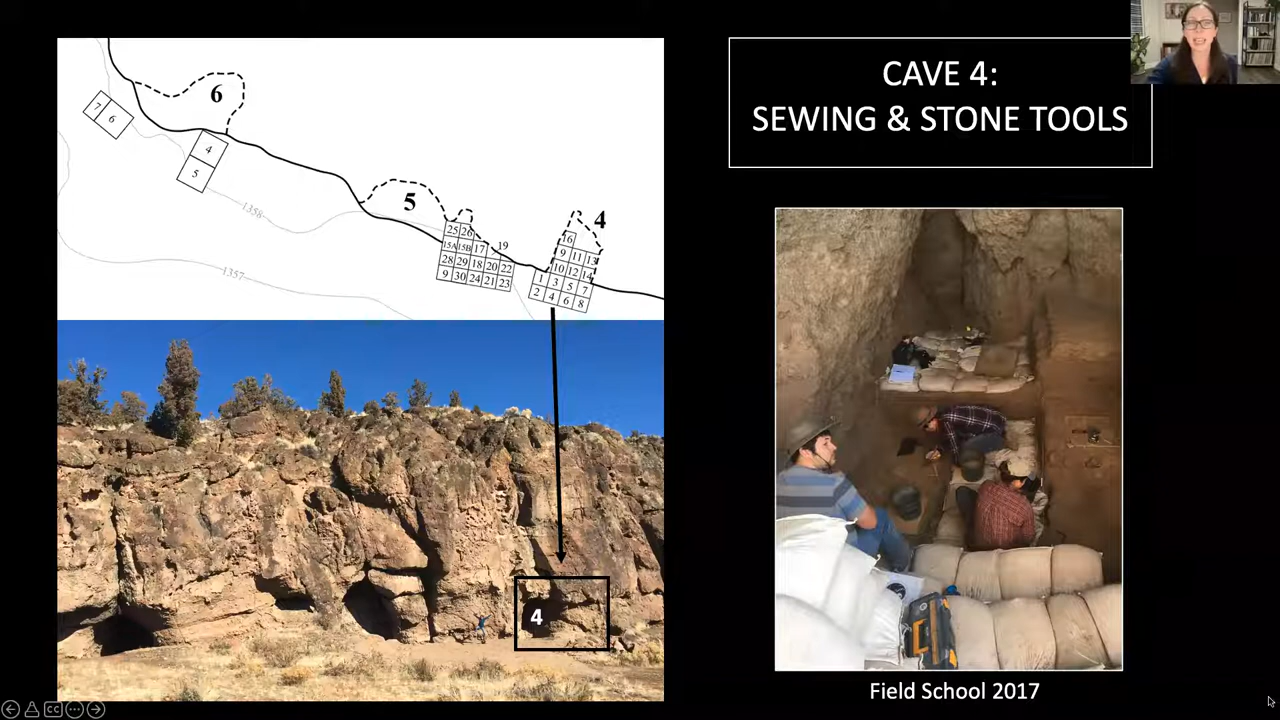 6
7 6
4
5
1358
5
4
25 26
19
16
15A 15B 17
9 11 13
28 29 18 20 22
10 12 14
9 30 24 21 23
1 3 5 7
2 4 6 8
1357
4
CAVE 4:
SEWING & STONE TOOLS
Field School 2017
CC